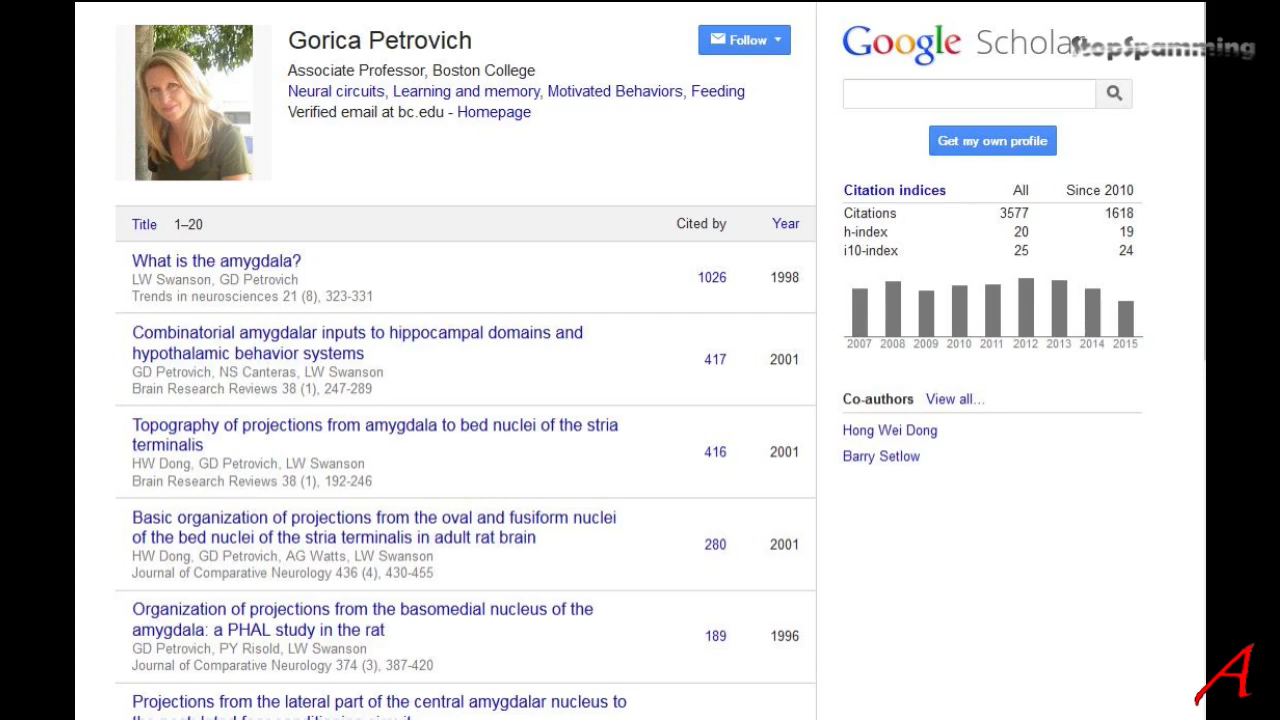 Gorica Petrovich
Follow
Associate Professor, Boston College
Neural circuits, Learning and memory, Motivated Behaviors, Feeding
Verified email at bc.edu - Homepage
Title 1–20 Cited by Year
What is the amygdala?
LW Swanson, GD Petrovich
Trends in neurosciences 21 (8), 323-331
1026 1998
Combinatorial amygdalar inputs to hippocampal domains and
hypothalamic behavior systems
GD Petrovich, NS Canteras, LW Swanson
Brain Research Reviews 38 (1), 247-289
417 2001
Topography of projections from amygdala to bed nuclei of the stria
terminalis
HW Dong, GD Petrovich, LW Swanson
Brain Research Reviews 38 (1), 192-246
416 2001
Basic organization of projections from the oval and fusiform nuclei
of the bed nuclei of the stria terminalis in adult rat brain
HW Dong, GD Petrovich, AG Watts, LW Swanson
Journal of Comparative Neurology 436 (4), 430-455
280 2001
Organization of projections from the basomedial nucleus of the
amygdala: a PHAL study in the rat
GD Petrovich, PY Risold, LW Swanson
Journal of Comparative Neurology 374 (3), 387-420
189 1996
Projections from the lateral part of the central amygdalar nucleus to
Google Schola
StopSpamming
Get my own profile
Citation indices All Since 2010
Citations 3577 1618
h-index 20 19
i10-index 25 24
2007 2008 2009 2010 2011 2012 2013 2014 2015
Co-authors View all...
Hong Wei Dong
Barry Setlow
A